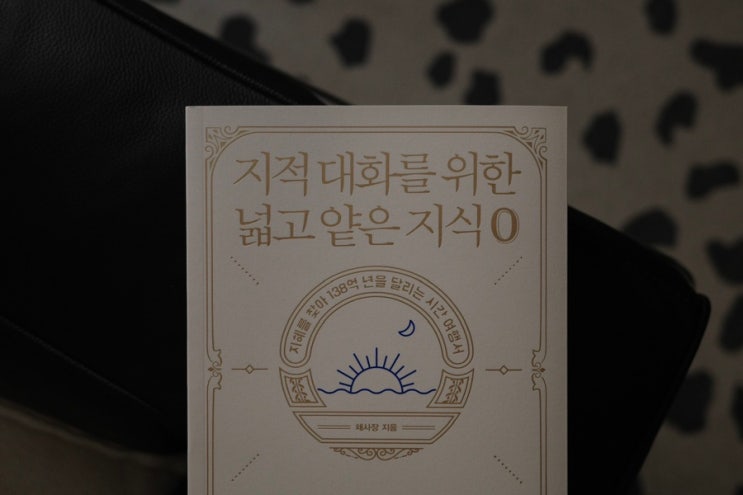 지적 대화를 위한
넓고 얕은 지식 0
지혜를 찾아 138억 년을 달리는 시간 여행서
채사장 지음